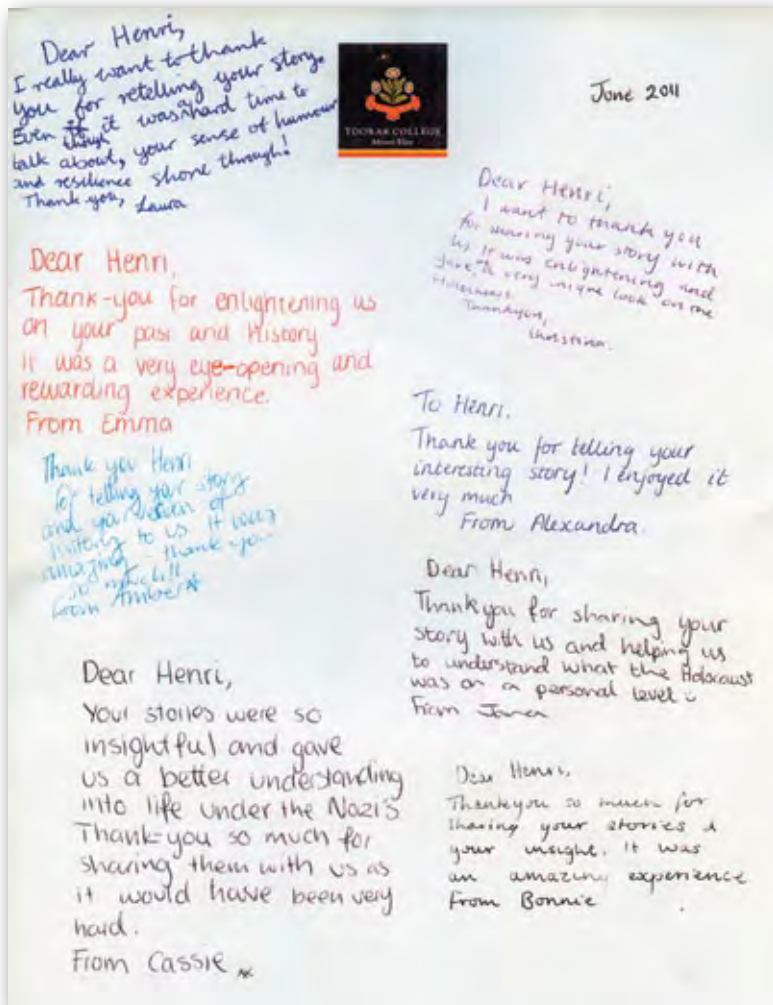 Dear Henri,
I really want to thank
you for retelling your story.
Even though it was a hard time to
talk about, your sense of humour
and resilience shone through!
Thank you, Laura
TOORAK COLLEGE
Mount Eliza
June 2011
Dear Henri,
I want to thank you
for sharing your story with
us. It was enlightening and
gave a very unique look on the
Holocaust
Thankyou,
Christina.
Dear Henri,
Thank-you for enlightening us
on your past and History
it was a very eye-opening and
rewarding experience.
From Emma
To Henri.
Thank you for telling your
interesting story! I enjoyed it
very much
From Alexandra.
Thank you Henri
for telling your story
and your of
history to us it was
amazing - thank you
so much!!!
from Amber*
Dear Henri,
Thankyou for sharing your
story with us and helping us
to understand what the Holocaust
was on a personal level
From
Dear Henri,
Your stories were so
insightful and gave
us a better understanding
into life under the Nazi's
Thank-you so much for
sharing them with us as
it would have been very
hard.
From Cassie
Dear Henri,
Thankyou so much for
sharing your stories &
your insight. It was
an amazing experience
From Bonnie